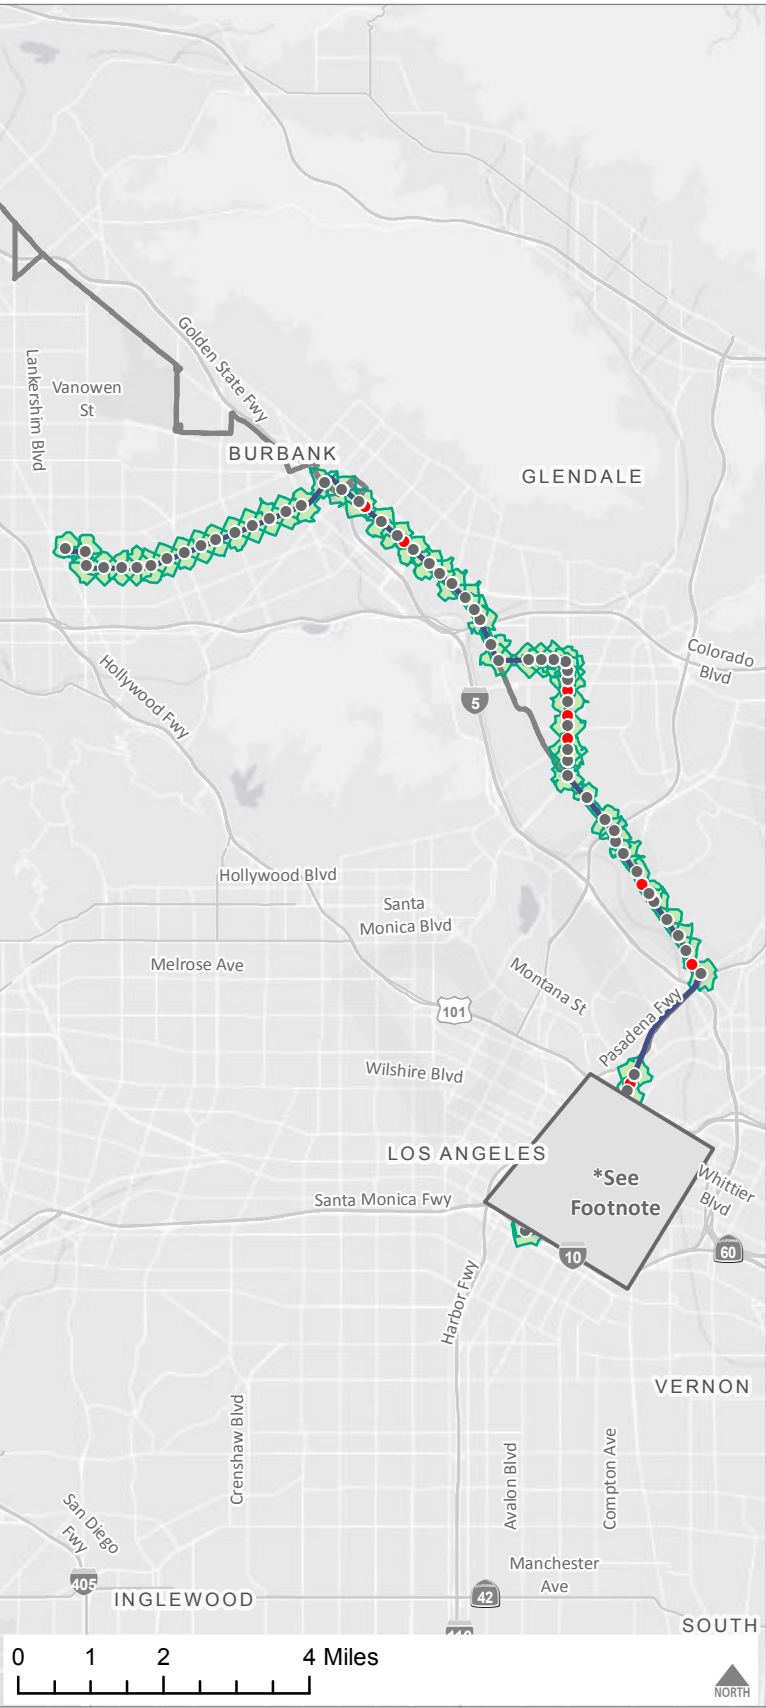 Golden State Fwy
Lankershim Blvd
Vanowen
St
BURBANK
GLENDALE
Colorado
Blvd
Hollywood Fwy
5
Hollywood Blvd
Santa
Monica Blvd
Melrose Ave
Montana St
101
Pasadena Fwy
Wilshire Blvd
LOS ANGELES
*See
Footnote
Whittier
Blvd
Santa Monica Fwy
10
60
Harbor Fwy
VERNON
Crenshaw Blvd
Avalon Blvd
Compton Ave
San Diego
Fwy
Manchester
Ave
405
INGLEWOOD
42
SOUTH
0 1 2 4 Miles
NORTH